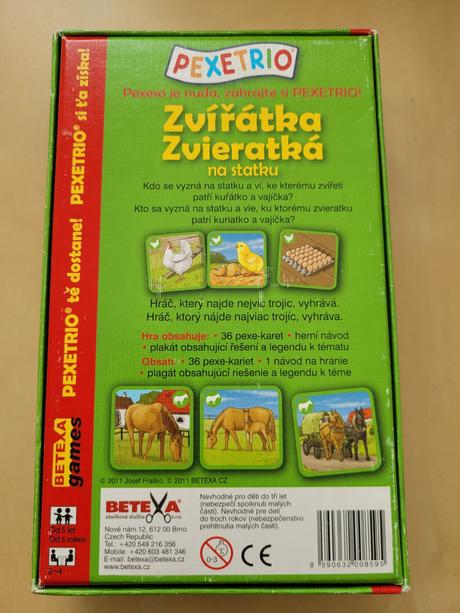 PEXETRIO®
Pexeso je nuda, zahrajte si PEXETRIO!
Zvířátka
Zvieratká
na statku
Kdo se vyzná na statku a ví, ke kterému zvířeti
patří kuřátko a vajíčka?
Kto sa vyzná na statku a vie, ku ktorému zvieratku
patrí kuriatko a vajíčka?
Hráč, který najde nejvíc trojic, vyhrává.
Hráč, ktorý nájde najviac trojíc, vyhráva.
Hra obsahuje: • 36 pexe-karet • herní návod
• plakát obsahující řešení a legendu k tématu
Obsah: • 36 pexe-kariet • 1 návod na hranie
• plagát obsahujúci riešenie a legendu k téme
© 2011 Josef Fraško, © 2011 BETEXA CZ
BETEXA®
zásilková služba s.r.o.
Nové nám. 12, 612 00 Brno
Czech Republic
Tel.: +420 549 216 356
Mobile: +420 603 481 346
E-mail: betexa@betexa.cz
www.betexa.cz
CE
0-3
Nevhodné pro děti do tří let
(nebezpečí spolknutí malých
částí). Nevhodné pre deti
do troch rokov (nebezpečenstvo
prehltnutia malých častí).
8 590632 008595
BETEXA
games
PEXETRIO® tě dostane!
PEXETRIO® si ťa získa!
Od 5 let
Od 5 rokov
2-4